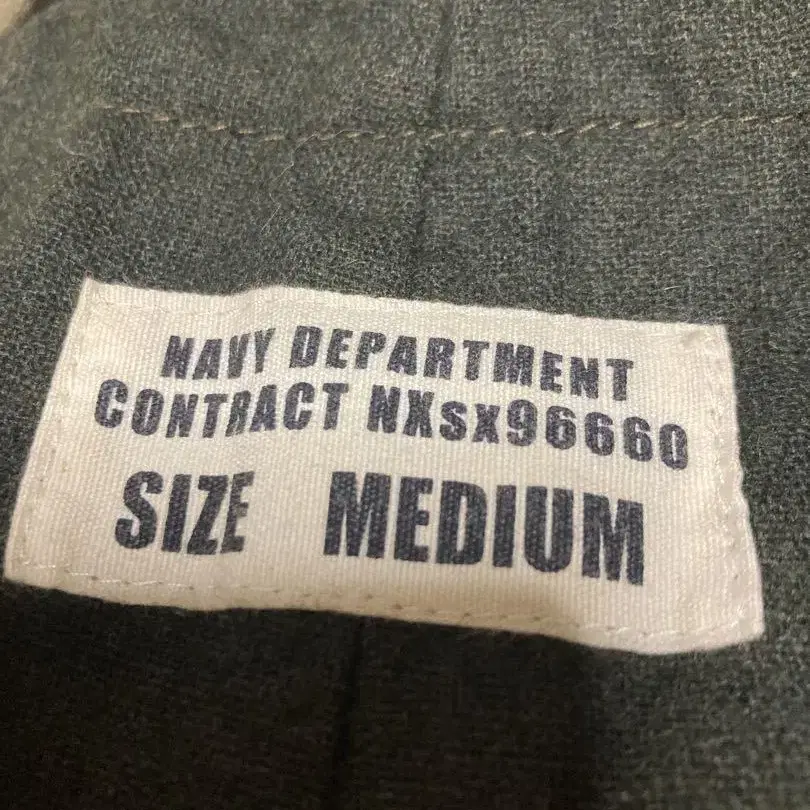 NAVY DEPARTMENT
CONTRACT NXsx96660
SIZE MEDIUM